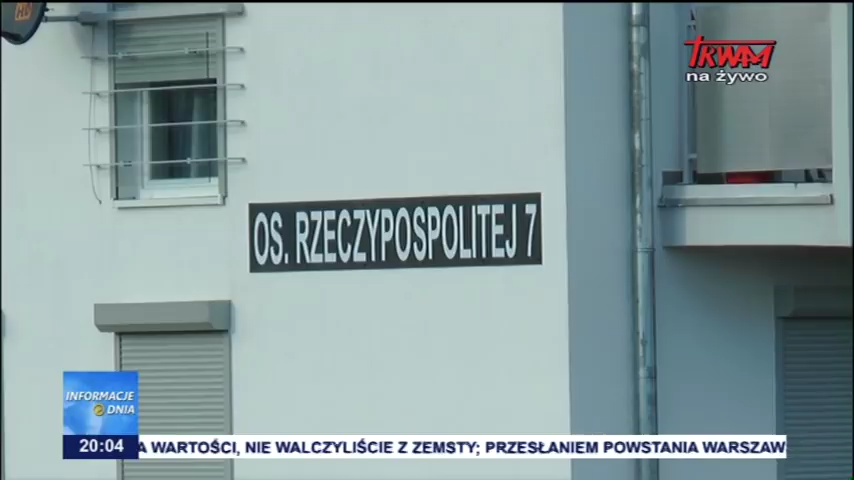 TRWAM
na żywo
OS. RZECZYPOSPOLITEJ 7
INFORMACJE
DNIA
20:04
A WARTOŚCI, NIE WALCZYLIŚCIE Z ZEMSTY; PRZESŁANIEM POWSTANIA WARSZAW